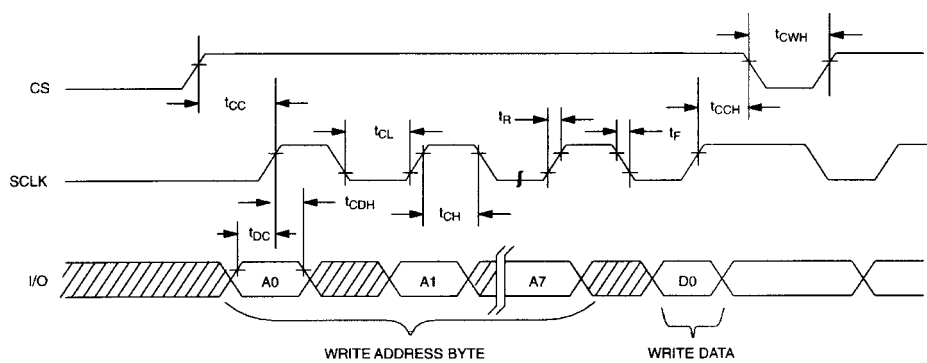 tCWH
CS
tCC
tCCH
tCL
tR
tF
SCLK
tCDH
tCH
tDC
I/O
A0
A1
A7
D0
WRITE ADDRESS BYTE
WRITE DATA